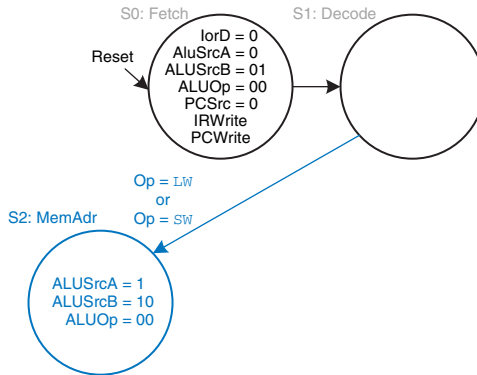 S0: Fetch
S1: Decode
Reset
IorD = 0
AluSrcA = 0
ALUSrcB = 01
ALUOp = 00
PCSrc = 0
IRWrite
PCWrite
Op = LW
or
Op = SW
S2: MemAdr
ALUSrcA = 1
ALUSrcB = 10
ALUOp = 00